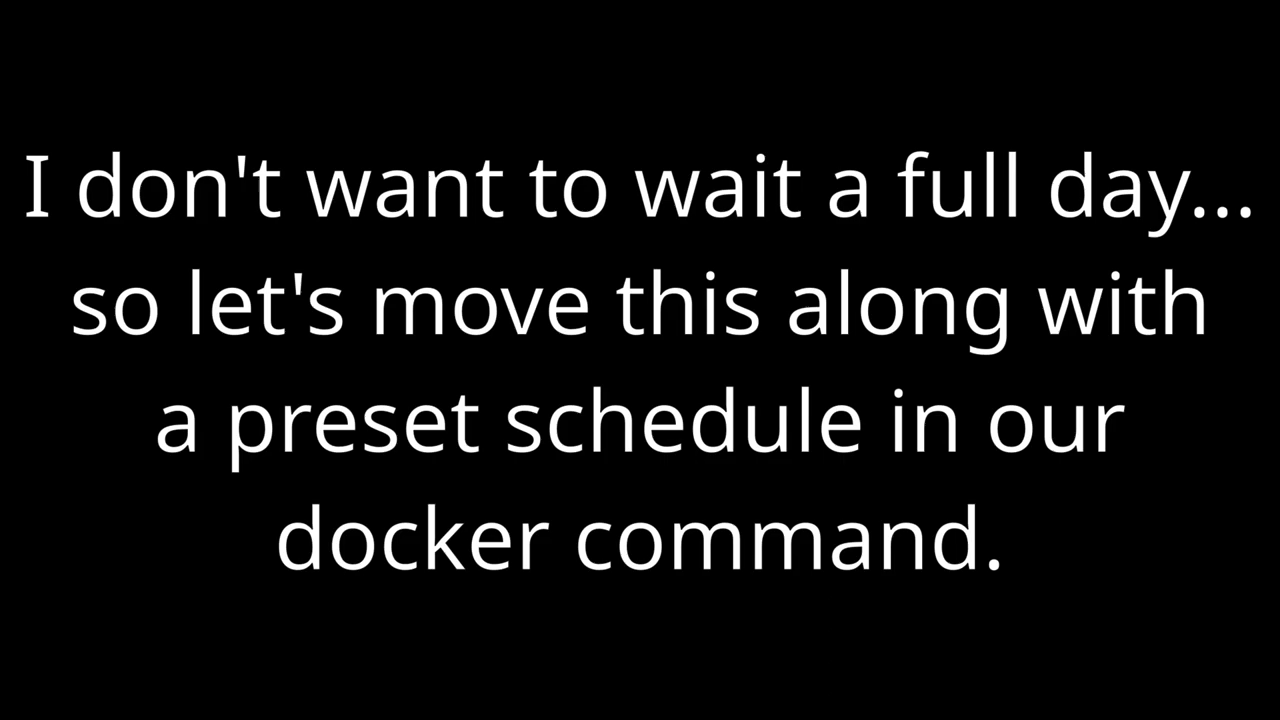 I don't want to wait a full day...
so let's move this along with
a preset schedule in our
docker command.